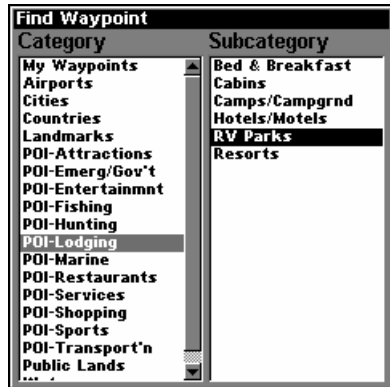 Find Waypoint
Category
Subcategory
My Waypoints
Airports
Cities
Countries
Landmarks
POI-Attractions
POI-Emerg/Gov't
POI-Entertainmnt
POI-Fishing
POI-Hunting
POI-Lodging
POI-Marine
POI-Restaurants
POI-Services
POI-Shopping
POI-Sports
POI-Transport'n
Public Lands
Bed & Breakfast
Cabins
Camps/Campgrnd
Hotels/Motels
RV Parks
Resorts